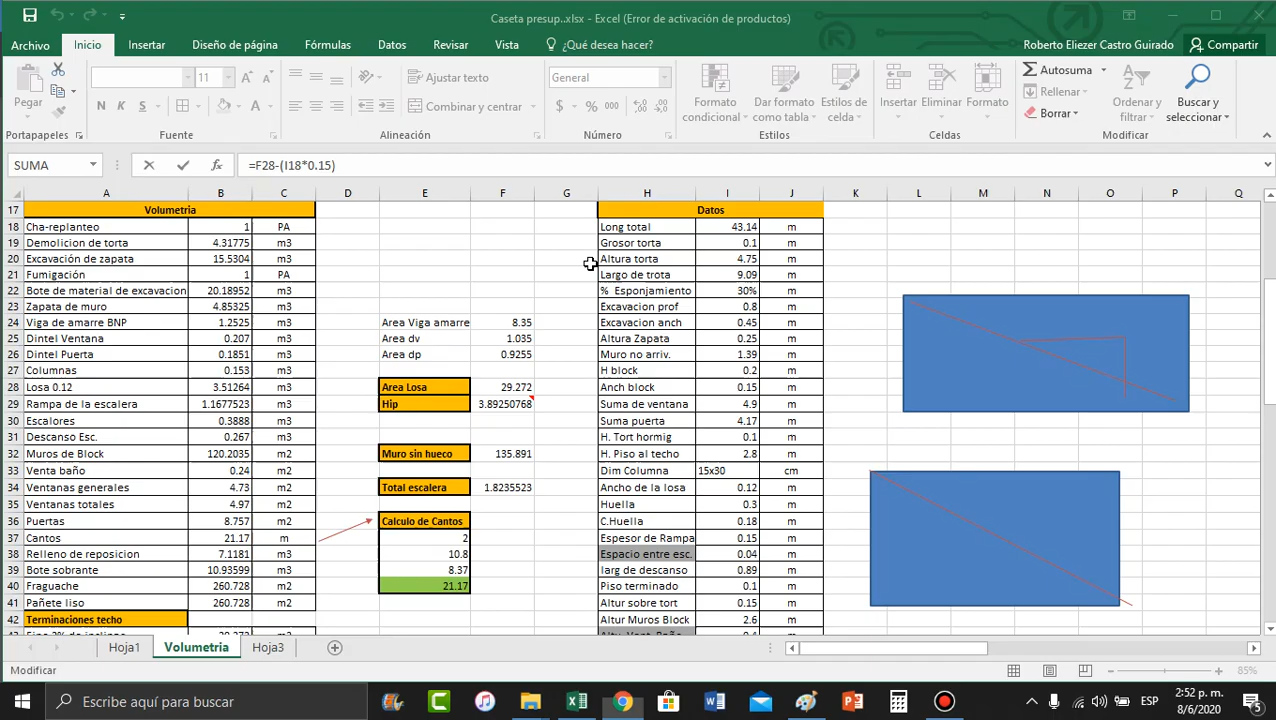 Caseta presup..xlsx - Excel (Error de activación de productos)
Archivo Inicio Insertar Diseño de página Fórmulas Datos Revisar Vista ¿Qué desea hacer? Roberto Eliezer Castro Guirado Compartir
Pegar N K S 11 A A A Ajustar texto Combinar y centrar General $ % 000 Formato condicional Dar formato como tabla Estilos de celda Insertar Eliminar Formato Autosuma Rellenar Borrar Ordenar y filtrar Buscar y seleccionar
Portapapeles Fuente Alineación Número Estilos Celdas Modificar
SUMA fx =F28-(I18*0.15)
A B C D E F G H I J K L M N O P Q
17 Volumetria Datos
18 Cha-replanteo 1 PA Long total 43.14 m
19 Demolicion de torta 4.31775 m3 Grosor torta 0.1 m
20 Excavación de zapata 15.5304 m3 Altura torta 4.75 m
21 Fumigación 1 PA Largo de trota 9.09 m
22 Bote de material de excavacion 20.18952 m3 % Esponjamiento 30% m
23 Zapata de muro 4.85325 m3 Excavacion prof 0.8 m
24 Viga de amarre BNP 1.2525 m3 Area Viga amarre 8.35 Excavacion anch 0.45 m
25 Dintel Ventana 0.207 m3 Area dv 1.035 Altura Zapata 0.25 m
26 Dintel Puerta 0.1851 m3 Area dp 0.9255 Muro no arriv. 1.39 m
27 Columnas 0.153 m3 H block 0.2 m
28 Losa 0.12 3.51264 m3 Area Losa 29.272 Anch block 0.15 m
29 Rampa de la escalera 1.1677523 m3 Hip 3.89250768 Suma de ventana 4.9 m
30 Escalores 0.3888 m3 Suma puerta 4.17 m
31 Descanso Esc. 0.267 m3 H. Tort hormig 0.1 m
32 Muros de Block 120.2035 m2 Muro sin hueco 135.891 H. Piso al techo 2.8 m
33 Venta baño 0.24 m2 Dim Columna 15x30 cm
34 Ventanas generales 4.73 m2 Total escalera 1.8235523 Ancho de la losa 0.12 m
35 Ventanas totales 4.97 m2 Huella 0.3 m
36 Puertas 8.757 m2 Calculo de Cantos C.Huella 0.18 m
37 Cantos 21.17 m 2 Espesor de Rampa 0.15 m
38 Relleno de reposicion 7.1181 m3 10.8 Espacio entre esc. 0.04 m
39 Bote sobrante 10.93599 m3 8.37 larg de descanso 0.89 m
40 Fraguache 260.728 m2 21.17 Piso terminado 0.1 m
41 Pañete liso 260.728 m2 Altur sobre tort 0.15 m
42 Terminaciones techo Altur Muros Block 2.6 m
Hoja1 Volumetria Hoja3
Modificar 85%
Escribe aquí para buscar ESP 2:52 p. m.
8/6/2020